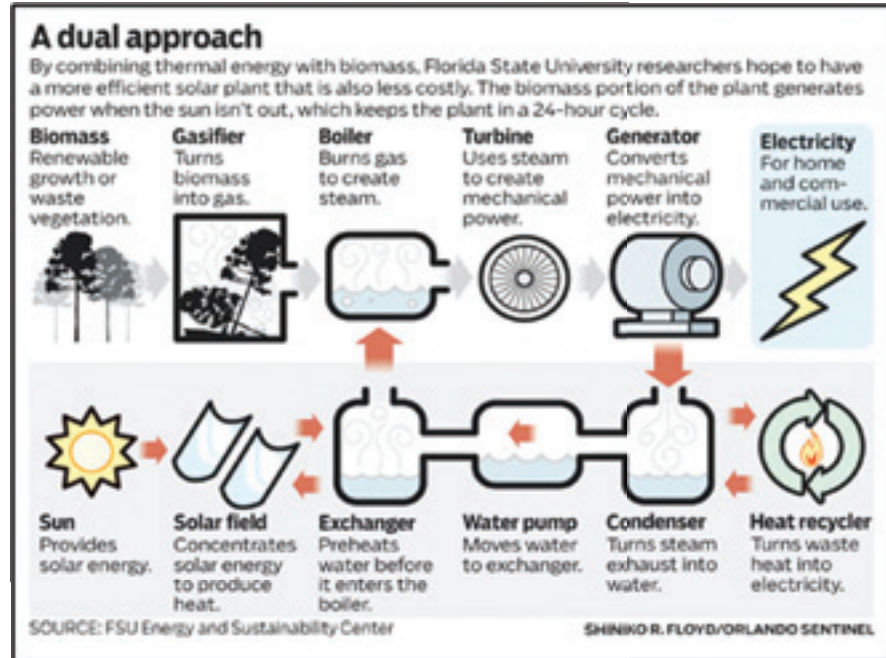 A dual approach
By combining thermal energy with biomass, Florida State University researchers hope to have
a more efficient solar plant that is also less costly. The biomass portion of the plant generates
power when the sun isn't out, which keeps the plant in a 24-hour cycle.
Biomass
Renewable
growth or
waste
vegetation.
Gasifier
Turns
biomass
into gas.
Boiler
Burns gas
to create
steam.
Turbine
Uses steam
to create
mechanical
power.
Generator
Converts
mechanical
power into
electricity.
Electricity
For home
and com-
mercial use.
Sun
Provides
solar energy.
Solar field
Concentrates
solar energy
to produce
heat.
Exchanger
Preheats
water before
it enters the
boiler.
Water pump
Moves water
to exchanger.
Condenser
Turns steam
exhaust into
water.
Heat recycler
Turns waste
heat into
electricity.
SOURCE: FSU Energy and Sustainability Center
SHINIKO R. FLOYD/ORLANDO SENTINEL